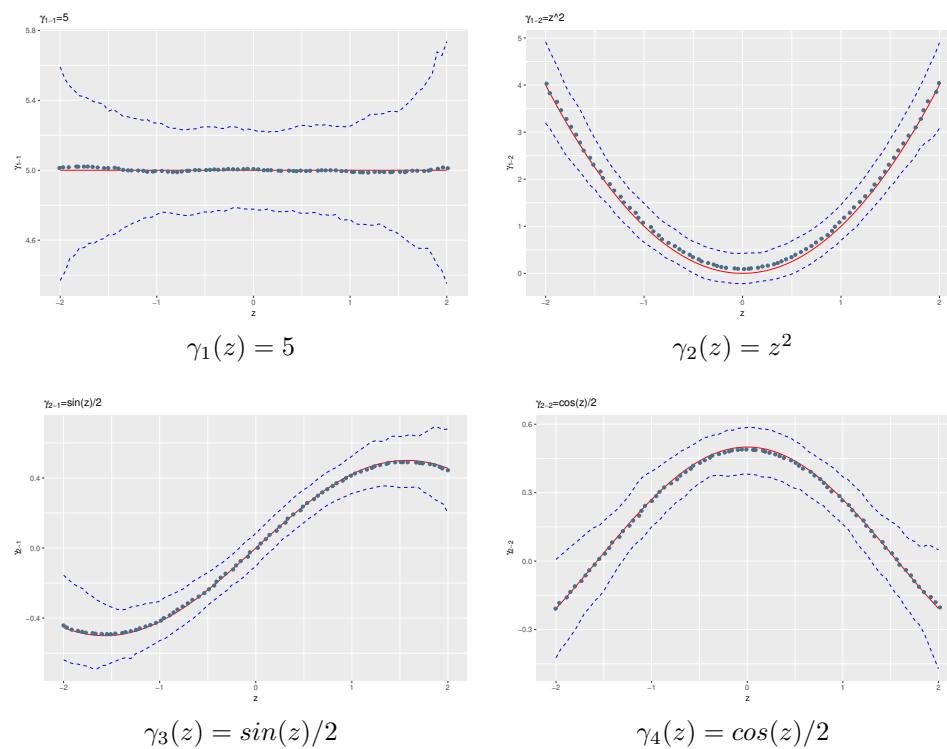 γ1−1=5
5.8
5.4
5.0
4.6
γ1−1
−2 −1 0 1 2
z
γ1(z) = 5
γ1−2=z^2
5
4
3
2
1
0
γ1−2
−2 −1 0 1 2
z
γ2(z) = z²
γ2−1=sin(z)/2
0.4
0.0
−0.4
γ2−1
−2 −1 0 1 2
z
γ3(z) = sin(z)/2
γ2−2=cos(z)/2
0.6
0.3
0.0
−0.3
γ2−2
−2 −1 0 1 2
z
γ4(z) = cos(z)/2